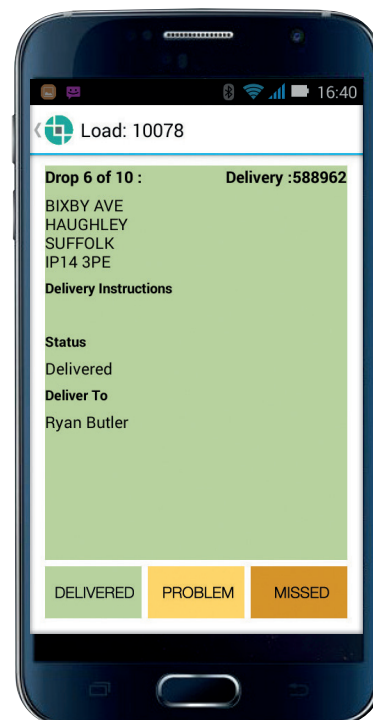 16:40
Load: 10078
Drop 6 of 10 : Delivery :588962
BIXBY AVE
HAUGHLEY
SUFFOLK
IP14 3PE
Delivery Instructions
Status
Delivered
Deliver To
Ryan Butler
DELIVERED PROBLEM MISSED